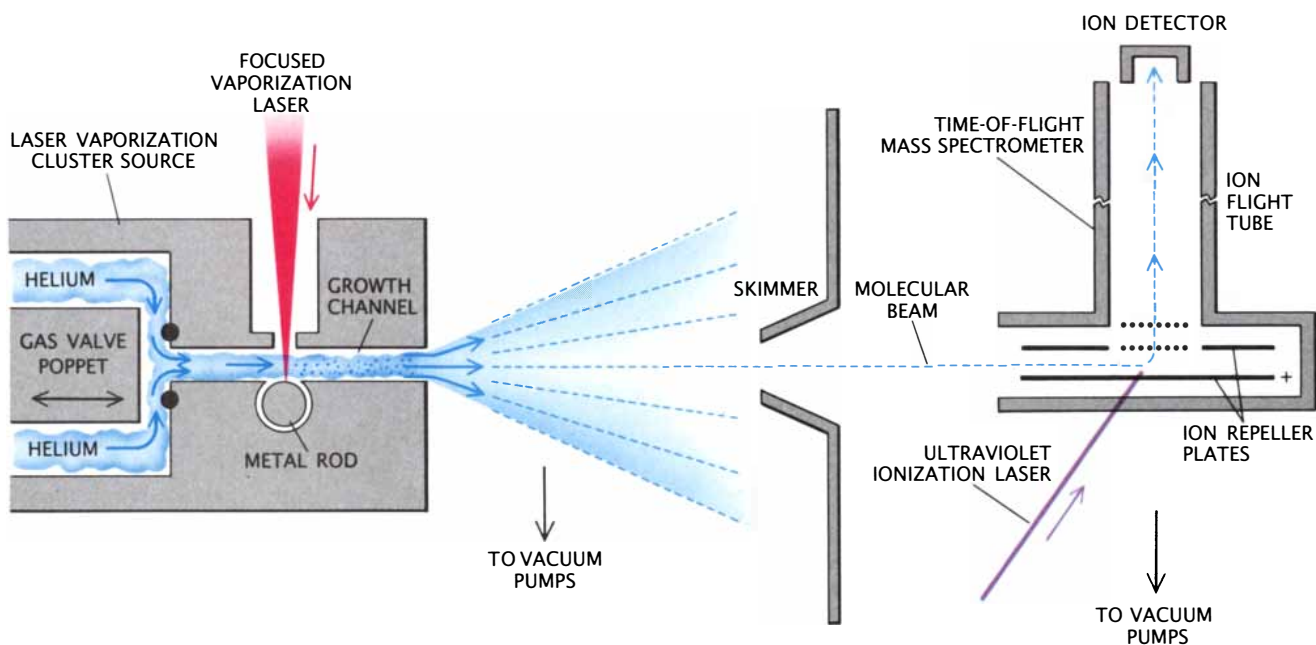 ION DETECTOR
FOCUSED
VAPORIZATION
LASER
LASER VAPORIZATION
CLUSTER SOURCE
TIME-OF-FLIGHT
MASS SPECTROMETER
ION
FLIGHT
TUBE
HELIUM
GROWTH
CHANNEL
SKIMMER
MOLECULAR
BEAM
GAS VALVE
POPPET
+
HELIUM
METAL ROD
ION REPELLER
PLATES
ULTRAVIOLET
IONIZATION LASER
TO VACUUM
PUMPS
TO VACUUM
PUMPS